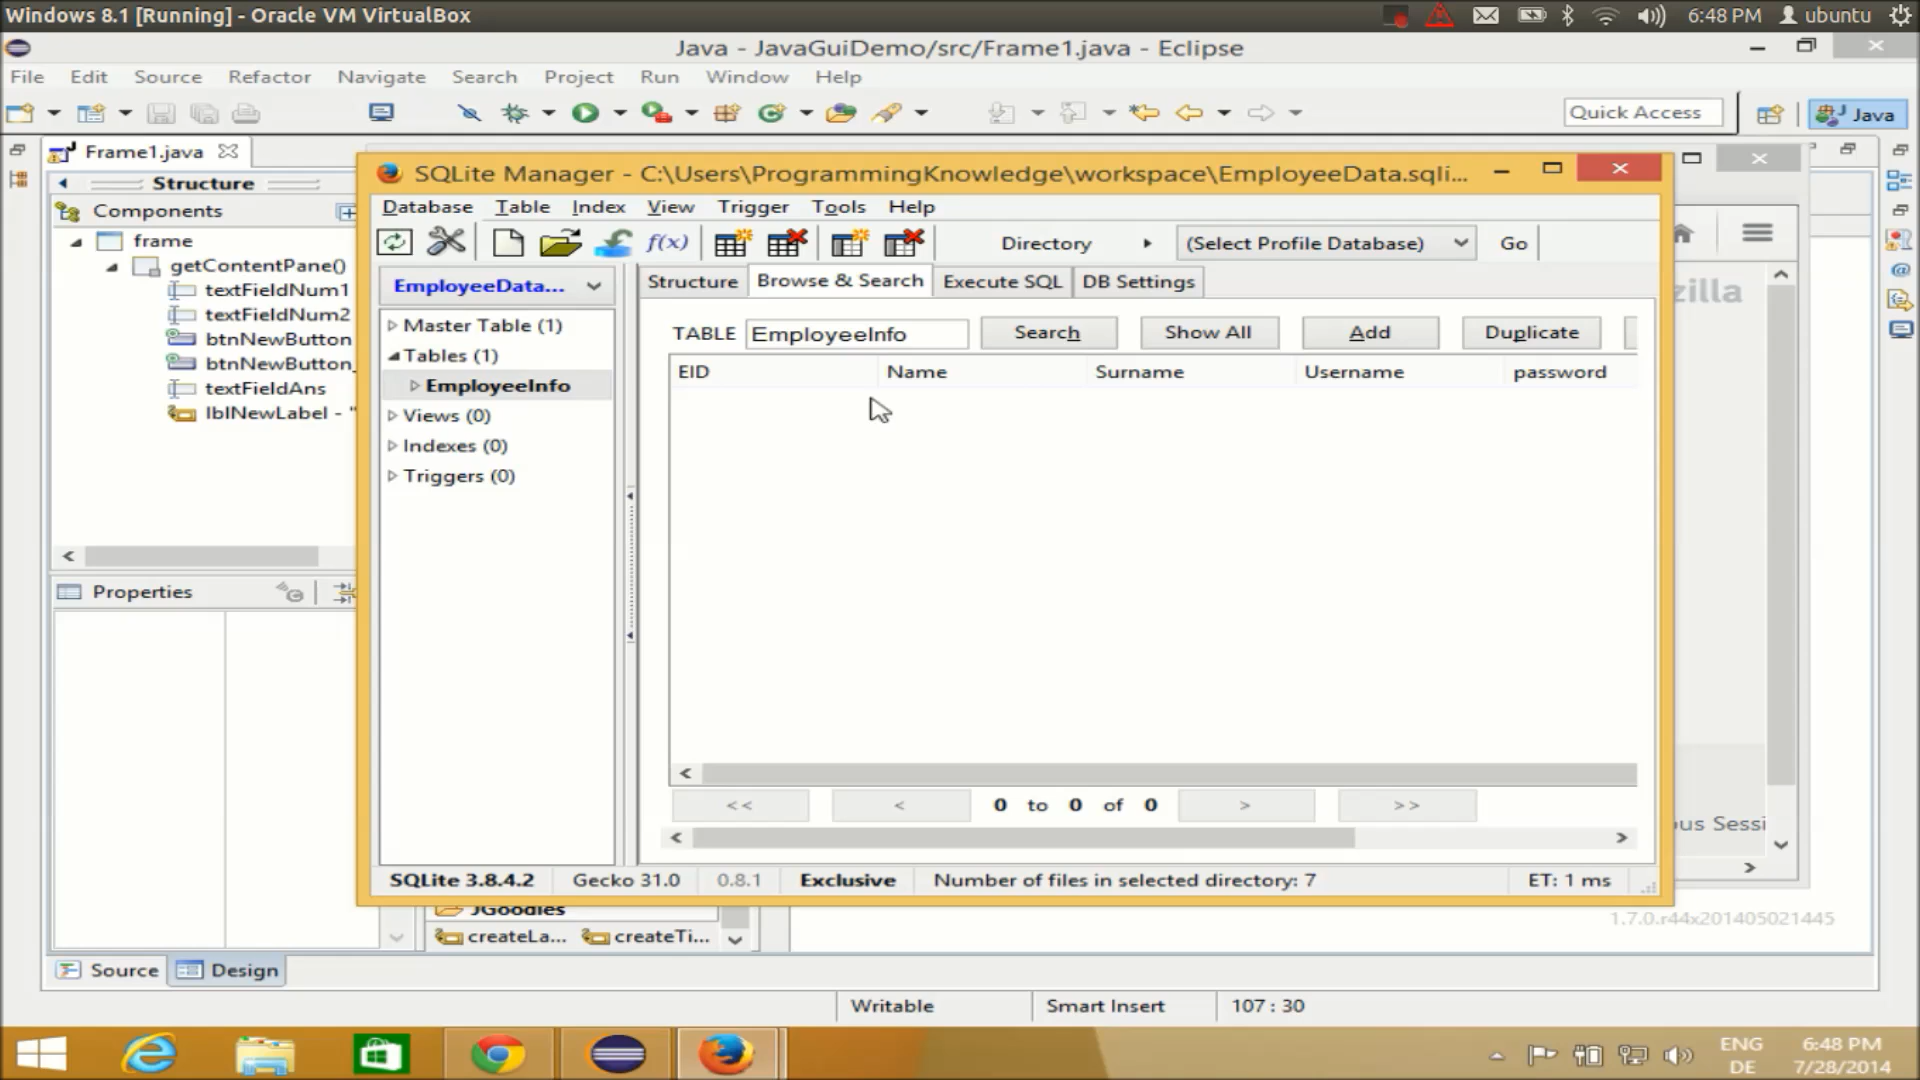 Windows 8.1 [Running] - Oracle VM VirtualBox
6:48 PM ubuntu
Java - JavaGuiDemo/src/Frame1.java - Eclipse
File Edit Source Refactor Navigate Search Project Run Window Help
Quick Access
Java
Frame1.java
Structure
Components
frame
getContentPane()
textFieldNum1
textFieldNum2
btnNewButton
btnNewButton_
textFieldAns
lblNewLabel - "
Properties
SQLite Manager - C:\Users\ProgrammingKnowledge\workspace\EmployeeData.sqli...
Database Table Index View Trigger Tools Help
f(x)
Directory
(Select Profile Database)
Go
EmployeeData...
Master Table (1)
Tables (1)
EmployeeInfo
Views (0)
Indexes (0)
Triggers (0)
Structure Browse & Search Execute SQL DB Settings
TABLE EmployeeInfo Search Show All Add Duplicate
EID Name Surname Username password
<< < 0 to 0 of 0 > >>
SQLite 3.8.4.2 Gecko 31.0 0.8.1 Exclusive Number of files in selected directory: 7 ET: 1 ms
zilla
us Sessi
JGoodies
createLa... createTi...
1.7.0.r44x201405021445
Source Design
Writable Smart Insert 107 : 30
ENG
DE
6:48 PM
7/28/2014